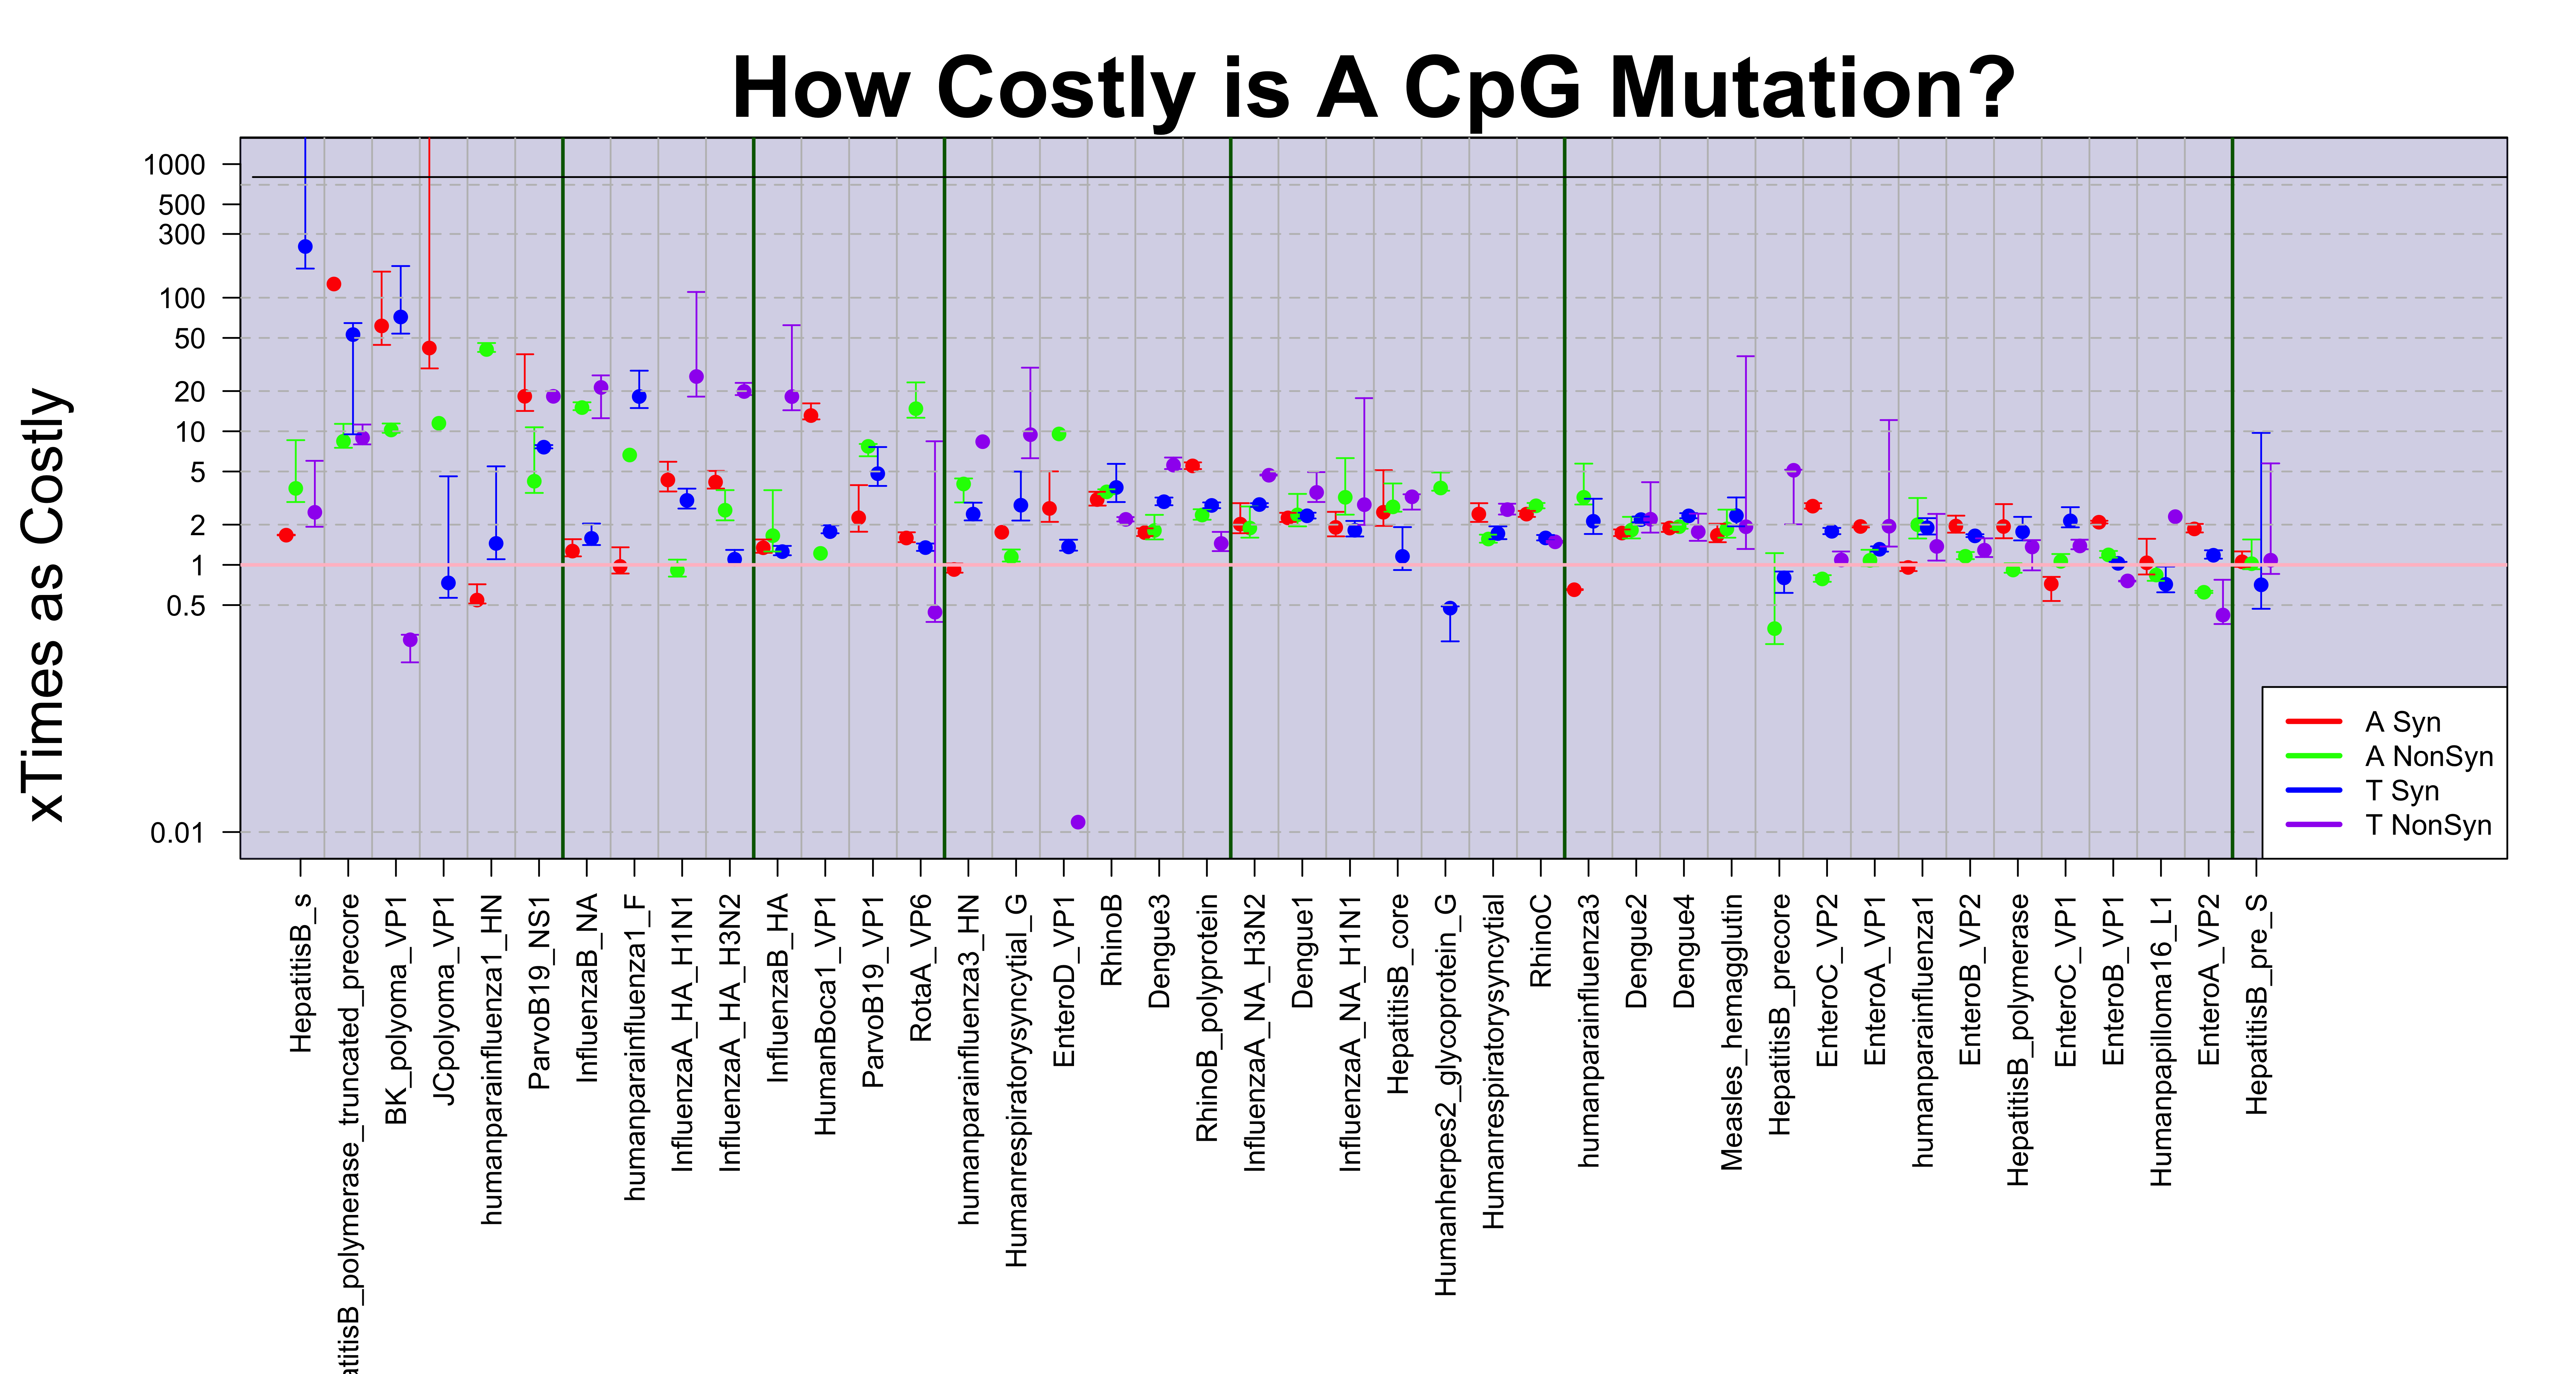 How Costly is A CpG Mutation?
xTimes as Costly
1000
500
300
100
50
20
10
5
2
1
0.5
0.01
A Syn
A NonSyn
T Syn
T NonSyn
HepatitisB_s
atitisB_polymerase_truncated_precore
BK_polyoma_VP1
JCpolyoma_VP1
humanparainfluenza1_HN
ParvoB19_NS1
InfluenzaB_NA
humanparainfluenza1_F
InfluenzaA_HA_H1N1
InfluenzaA_HA_H3N2
InfluenzaB_HA
HumanBoca1_VP1
ParvoB19_VP1
RotaA_VP6
humanparainfluenza3_HN
Humanrespiratorysyncytial_G
EnteroD_VP1
RhinoB
Dengue3
RhinoB_polyprotein
InfluenzaA_NA_H3N2
Dengue1
InfluenzaA_NA_H1N1
HepatitisB_core
Humanherpes2_glycoprotein_G
Humanrespiratorysyncytial
RhinoC
humanparainfluenza3
Dengue2
Dengue4
Measles_hemagglutin
HepatitisB_precore
EnteroC_VP2
EnteroA_VP1
humanparainfluenza1
EnteroB_VP2
HepatitisB_polymerase
EnteroC_VP1
EnteroB_VP1
Humanpapilloma16_L1
EnteroA_VP2
HepatitisB_pre_S